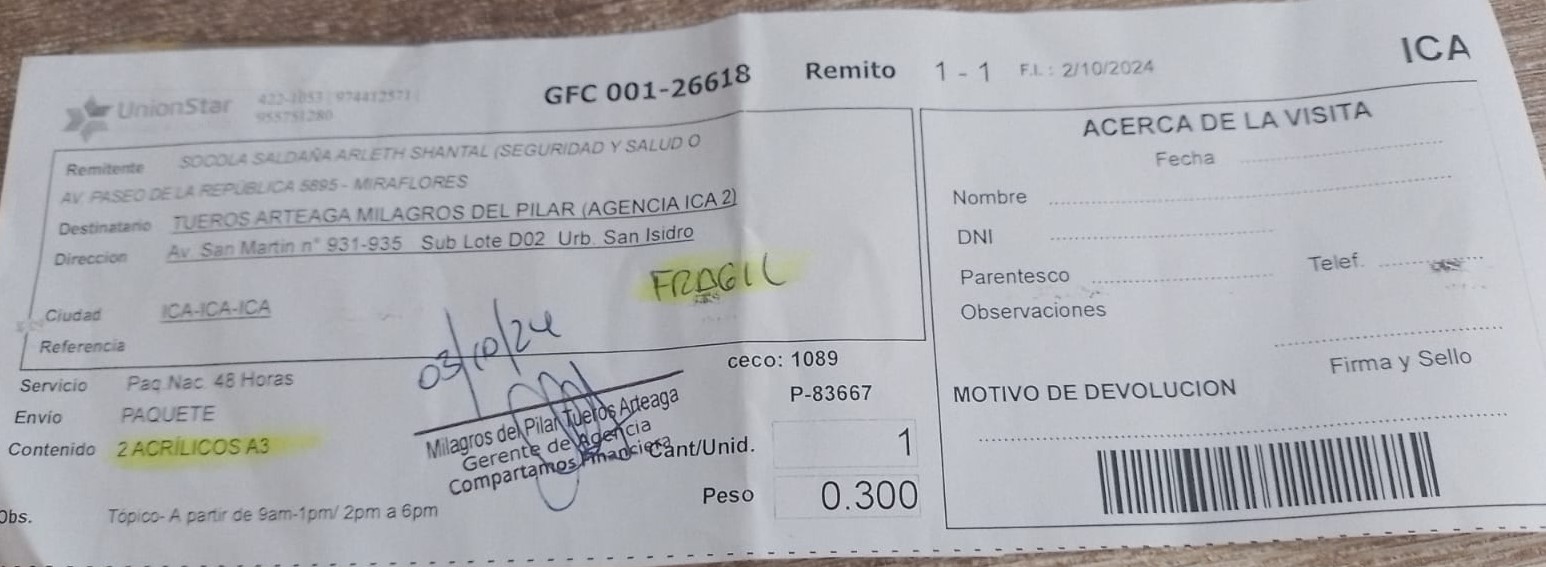 ICA
GFC 001-26618 Remito 1 - 1 F.I. : 2/10/2024
UnionStar 422-1053 | 974412571 |
955751280
Remitente SOCOLA SALDAÑA ARLETH SHANTAL (SEGURIDAD Y SALUD O
AV. PASEO DE LA REPÚBLICA 5895 - MIRAFLORES
Destinatario TUEROS ARTEAGA MILAGROS DEL PILAR (AGENCIA ICA 2)
Direccion Av. San Martin n° 931-935 Sub Lote D02 Urb. San Isidro
FRAGIL
Ciudad ICA-ICA-ICA
Referencia
03/10/24
Servicio Paq.Nac. 48 Horas
Envio PAQUETE
Contenido 2 ACRÍLICOS A3
Milagros del Pilar Tueros Arteaga
Gerente de Agencia
Compartamos Financiera
ceco: 1089
P-83667
Cant/Unid. 1
Peso 0.300
Obs. Tópico- A partir de 9am-1pm/ 2pm a 6pm
ACERCA DE LA VISITA
Fecha
Nombre
DNI
Parentesco Telef.
Observaciones
Firma y Sello
MOTIVO DE DEVOLUCION